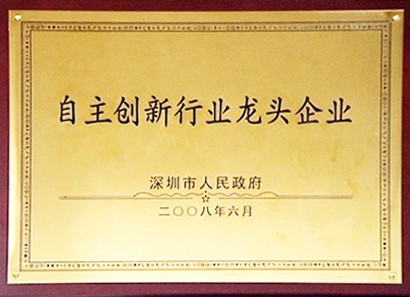 自主创新行业龙头企业
深圳市人民政府
二〇〇八年六月